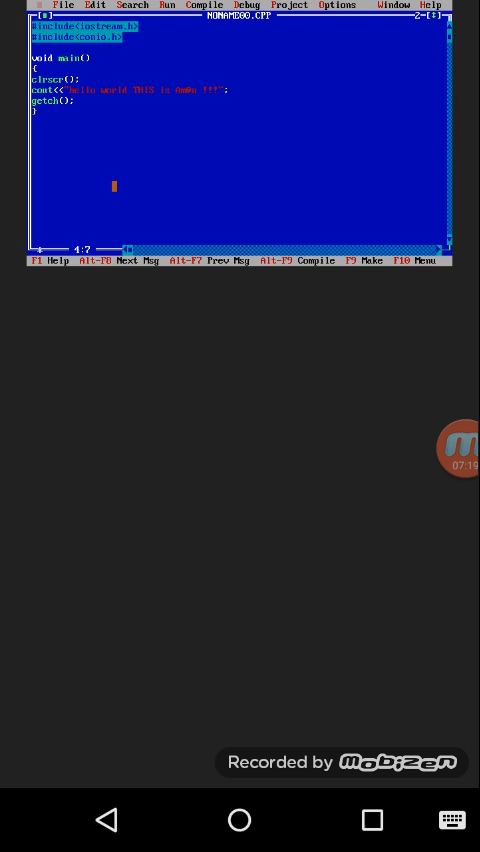 ≡ File Edit Search Run Compile Debug Project Options Window Help
[■] NONAME00.CPP 2-[↕]
#include<iostream.h>
#include<conio.h>
void main()
{
clrscr();
cout<<"hello world THIS is Am@n !!!";
getch();
}
* 4:7
F1 Help Alt-F8 Next Msg Alt-F7 Prev Msg Alt-F9 Compile F9 Make F10 Menu
07:19
Recorded by mobizen